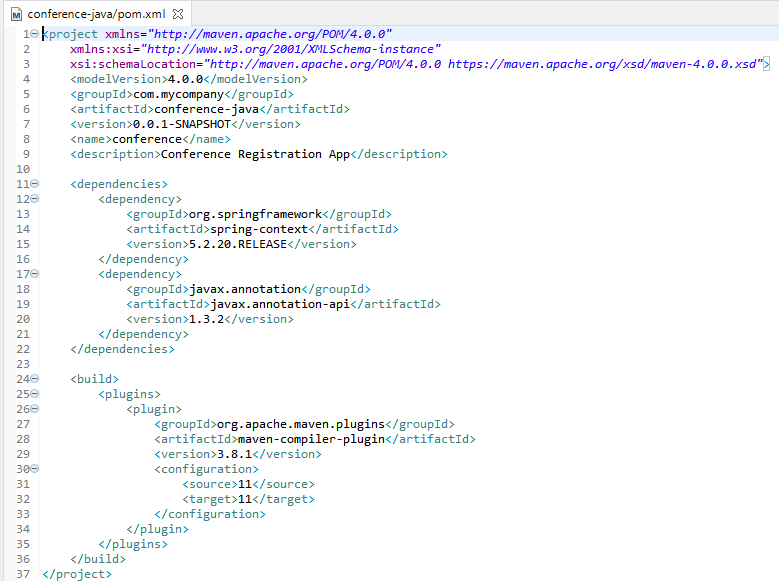 conference-java/pom.xml
1 <project xmlns="http://maven.apache.org/POM/4.0.0"
2     xmlns:xsi="http://www.w3.org/2001/XMLSchema-instance"
3     xsi:schemaLocation="http://maven.apache.org/POM/4.0.0 https://maven.apache.org/xsd/maven-4.0.0.xsd">
4     <modelVersion>4.0.0</modelVersion>
5     <groupId>com.mycompany</groupId>
6     <artifactId>conference-java</artifactId>
7     <version>0.0.1-SNAPSHOT</version>
8     <name>conference</name>
9     <description>Conference Registration App</description>
10
11     <dependencies>
12         <dependency>
13             <groupId>org.springframework</groupId>
14             <artifactId>spring-context</artifactId>
15             <version>5.2.20.RELEASE</version>
16         </dependency>
17         <dependency>
18             <groupId>javax.annotation</groupId>
19             <artifactId>javax.annotation-api</artifactId>
20             <version>1.3.2</version>
21         </dependency>
22     </dependencies>
23
24     <build>
25         <plugins>
26             <plugin>
27                 <groupId>org.apache.maven.plugins</groupId>
28                 <artifactId>maven-compiler-plugin</artifactId>
29                 <version>3.8.1</version>
30                 <configuration>
31                     <source>11</source>
32                     <target>11</target>
33                 </configuration>
34             </plugin>
35         </plugins>
36     </build>
37 </project>